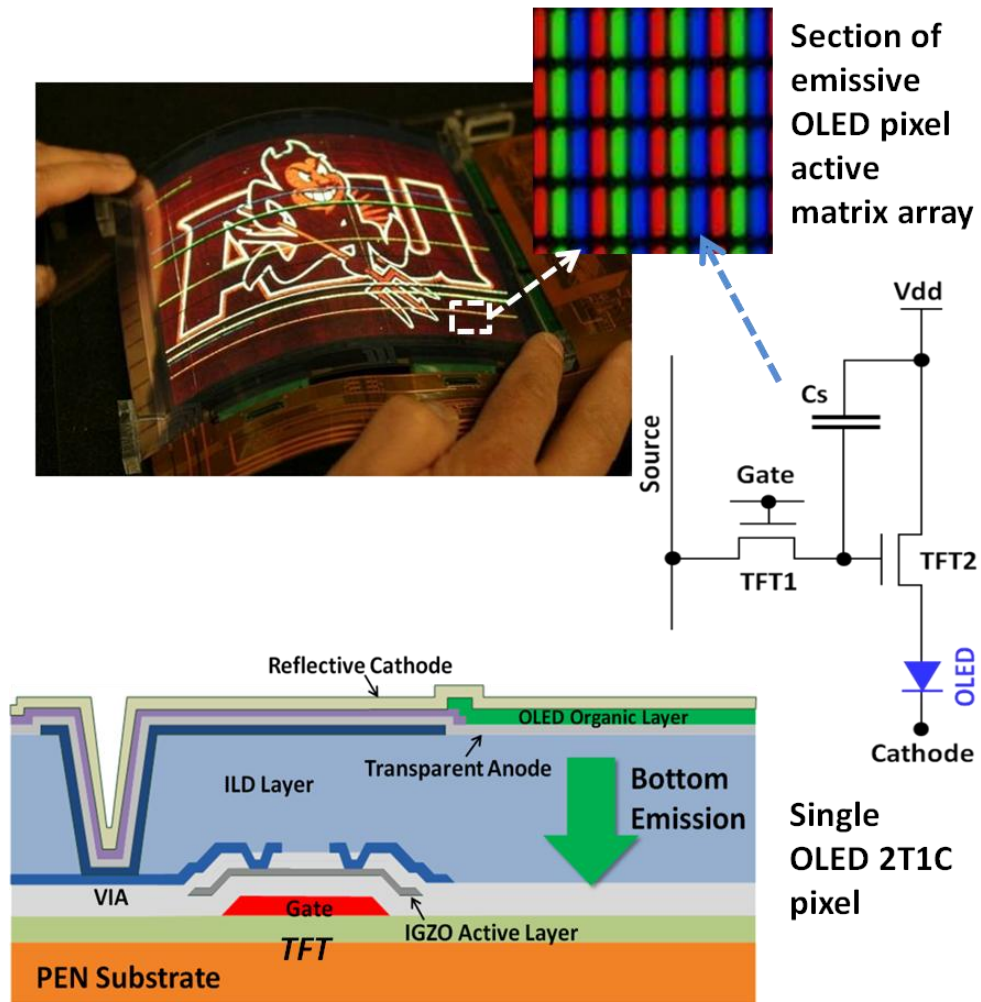 Section of
emissive
OLED pixel
active
matrix array
Vdd
Cs
Source
Gate
TFT1
TFT2
OLED
Cathode
Single
OLED 2T1C
pixel
Reflective Cathode
OLED Organic Layer
Transparent Anode
ILD Layer
Bottom
Emission
VIA
Gate
IGZO Active Layer
TFT
PEN Substrate